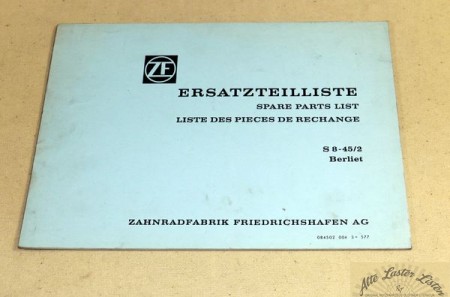 ZF
ERSATZTEILLISTE
SPARE PARTS LIST
LISTE DES PIECES DE RECHANGE
S 8-45/2
Berliet
ZAHNRADFABRIK FRIEDRICHSHAFEN AG
Alte Laster Listen